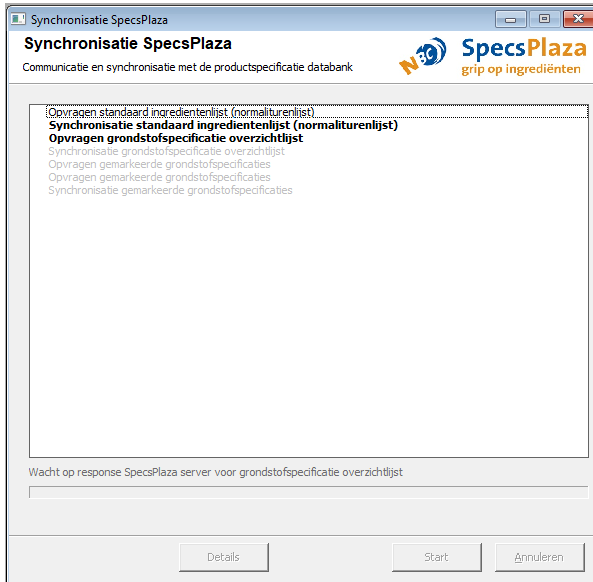 Synchronisatie SpecsPlaza
Synchronisatie SpecsPlaza
Communicatie en synchronisatie met de productspecificatie databank
NBC
SpecsPlaza
grip op ingrediënten
Opvragen standaard ingredientenlijst (normaliturenlijst)
Synchronisatie standaard ingredientenlijst (normaliturenlijst)
Opvragen grondstofspecificatie overzichtlijst
Synchronisatie grondstofspecificatie overzichtlijst
Opvragen gemarkeerde grondstofspecificaties
Opvragen gemarkeerde grondstofspecificaties
Synchronisatie gemarkeerde grondstofspecificaties
Wacht op response SpecsPlaza server voor grondstofspecificatie overzichtlijst
Details
Start
Annuleren